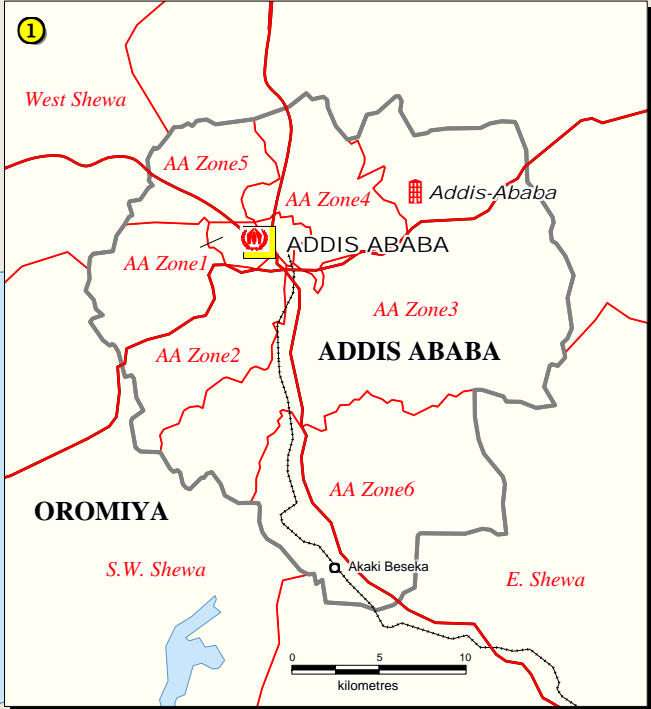 1
West Shewa
AA Zone5
AA Zone4
Addis-Ababa
ADDIS ABABA
AA Zone1
AA Zone3
ADDIS ABABA
AA Zone2
AA Zone6
OROMIYA
Akaki Beseka
S.W. Shewa
E. Shewa
0 5 10
kilometres